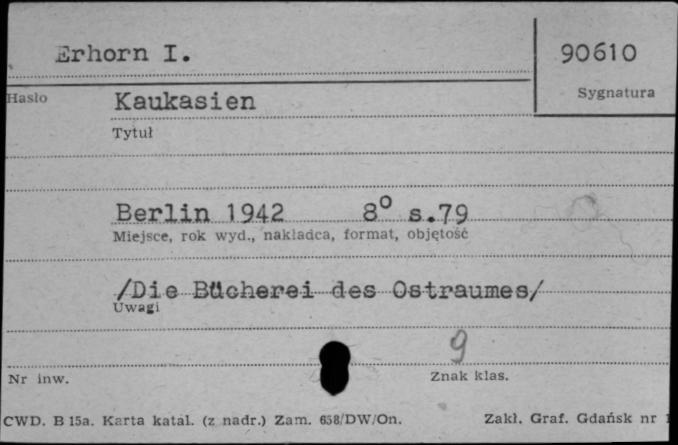 Erhorn I.
90610
Hasło
Sygnatura
Kaukasien
Tytuł
Berlin 1942 8° s.79
Miejsce, rok wyd., nakładca, format, objętość
/Die Bücherei des Ostraumes/
Uwagi
9
Nr inw.
Znak klas.
CWD. B 15a. Karta katal. (z nadr.) Zam. 658/DW/On.
Zakł. Graf. Gdańsk nr